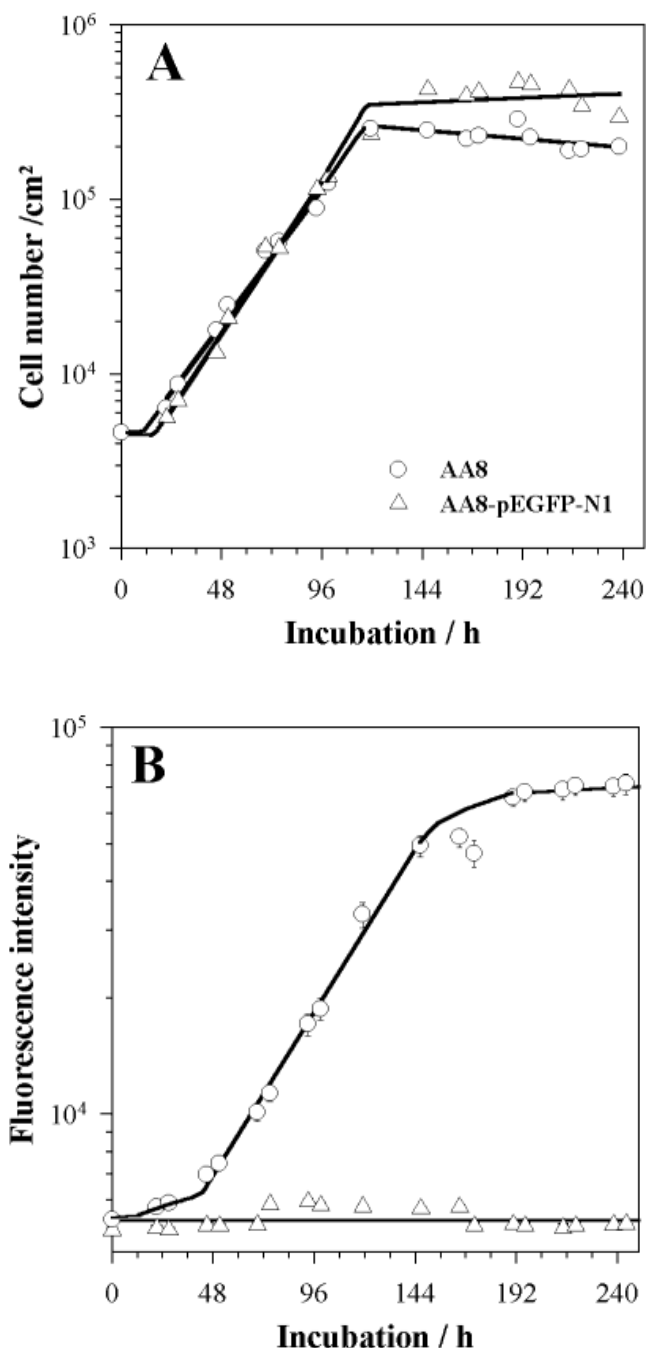 A
10⁶
10⁵
10⁴
10³
Cell number /cm²
AA8
AA8-pEGFP-N1
0 48 96 144 192 240
Incubation / h
B
10⁵
10⁴
Fluorescence intensity
0 48 96 144 192 240
Incubation / h